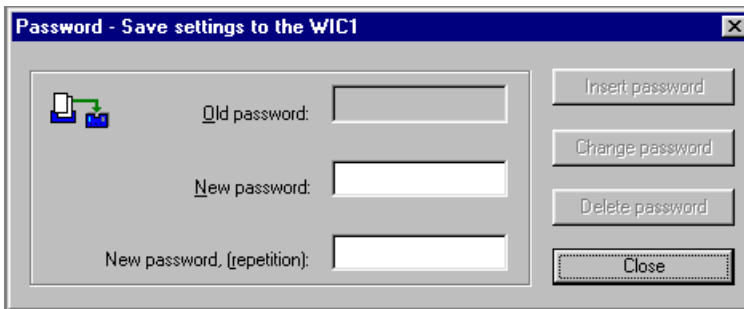 Password - Save settings to the WIC1
Old password:
New password:
New password, (repetition):
Insert password
Change password
Delete password
Close